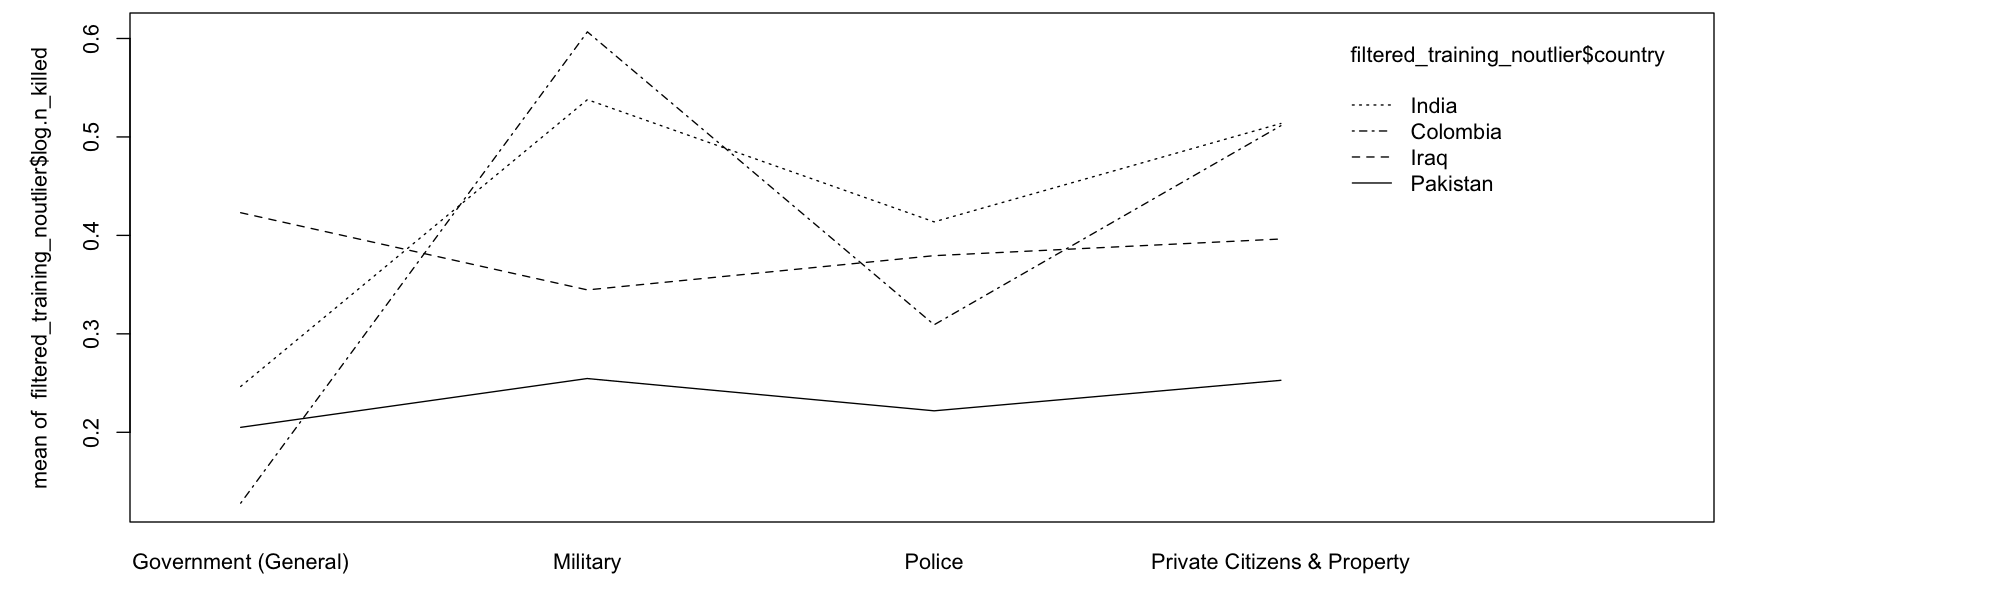 mean of  filtered_training_noutlier$log.n_killed
0.6
0.5
0.4
0.3
0.2
filtered_training_noutlier$country
India
Colombia
Iraq
Pakistan
Government (General)
Military
Police
Private Citizens & Property